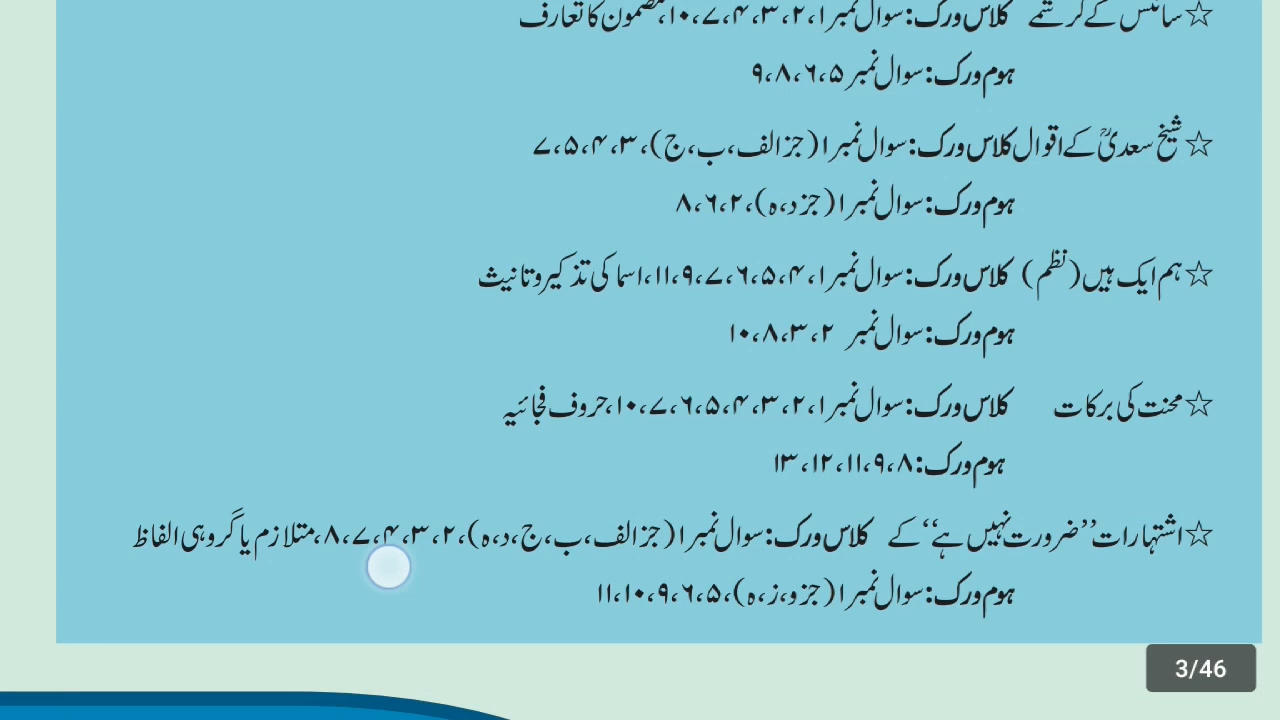 ☆ سائنس کے کرشمے کلاس ورک: سوال نمبر ۱، ۲، ۳، ۴، ۷، ۱۰، مضمون کا تعارف
ہوم ورک: سوال نمبر ۵، ۶، ۸، ۹
☆ شیخ سعدیؒ کے اقوال کلاس ورک: سوال نمبر ۱ (جز الف، ب، ج)، ۳، ۴، ۵، ۷
ہوم ورک: سوال نمبر ۱ (جز د، ہ)، ۲، ۶، ۸
☆ ہم ایک ہیں (نظم) کلاس ورک: سوال نمبر ۱، ۴، ۵، ۶، ۷، ۹، ۱۱، اسما کی تذکیر و تانیث
ہوم ورک: سوال نمبر ۲، ۳، ۸، ۱۰
☆ محنت کی برکات کلاس ورک: سوال نمبر ۱، ۲، ۳، ۴، ۵، ۶، ۷، ۱۰، حروف فجائیہ
ہوم ورک: ۸، ۹، ۱۱، ۱۲، ۱۳
☆ اشتہارات ’’ضرورت نہیں ہے‘‘ کے کلاس ورک: سوال نمبر ۱ (جز الف، ب، ج، د، ہ)، ۲، ۳، ۴، ۷، ۸، متلازم یا گروہی الفاظ
ہوم ورک: سوال نمبر ۱ (جز و، ز، ہ)، ۵، ۶، ۹، ۱۰، ۱۱
3/46